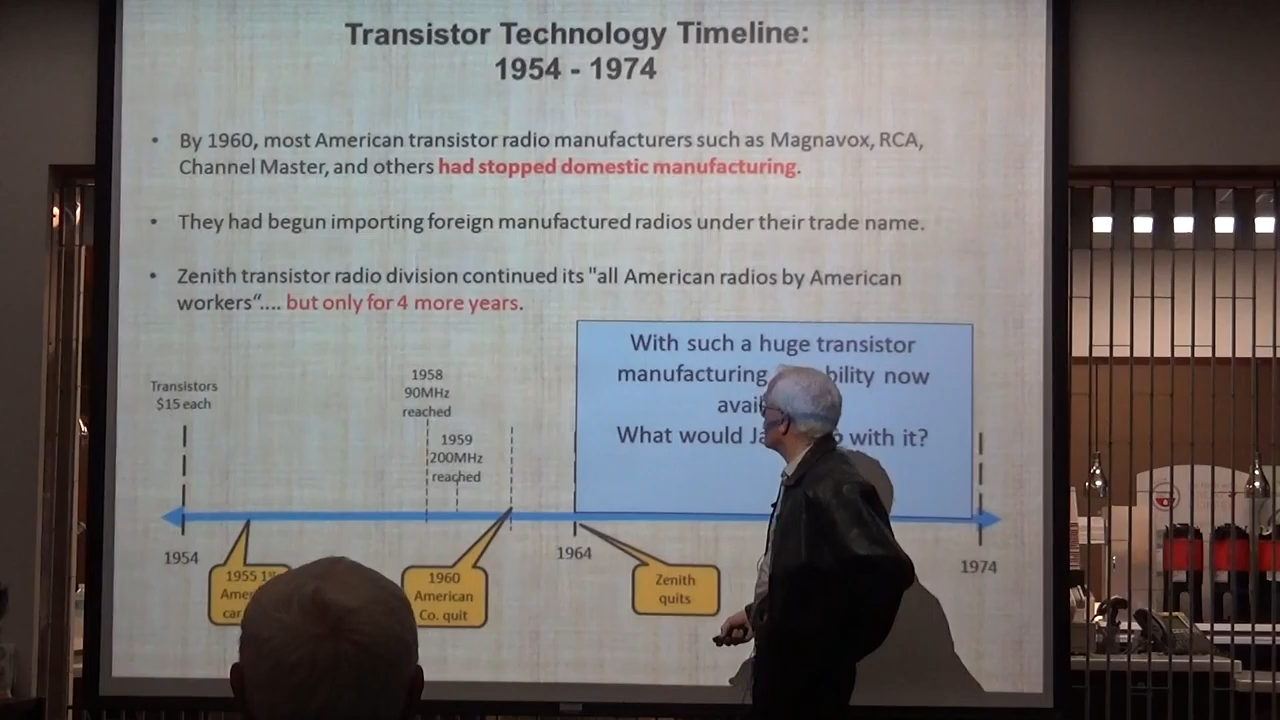 Transistor Technology Timeline:
1954 - 1974
• By 1960, most American transistor radio manufacturers such as Magnavox, RCA,
Channel Master, and others had stopped domestic manufacturing.
• They had begun importing foreign manufactured radios under their trade name.
• Zenith transistor radio division continued its "all American radios by American
workers“.... but only for 4 more years.
With such a huge transistor
manufacturing now
What would with it?
Transistors
$15 each
1958
90MHz
reached
1959
200MHz
reached
1954
1964
1974
1955 1st
car
1960
American
Co. quit
Zenith
quits